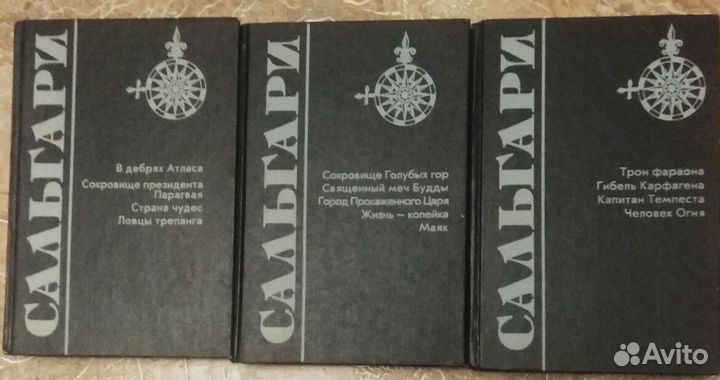 САЛЬГАРИ
В дебрях Атласа
Сокровище президента
Парагвая
Страна чудес
Ловцы трепанга
САЛЬГАРИ
Сокровище Голубых гор
Священный меч Будды
Город Прокаженного Царя
Жизнь — копейка
Маяк
САЛЬГАРИ
Трон фараона
Гибель Карфагена
Капитан Темпеста
Человек Огня
Avito